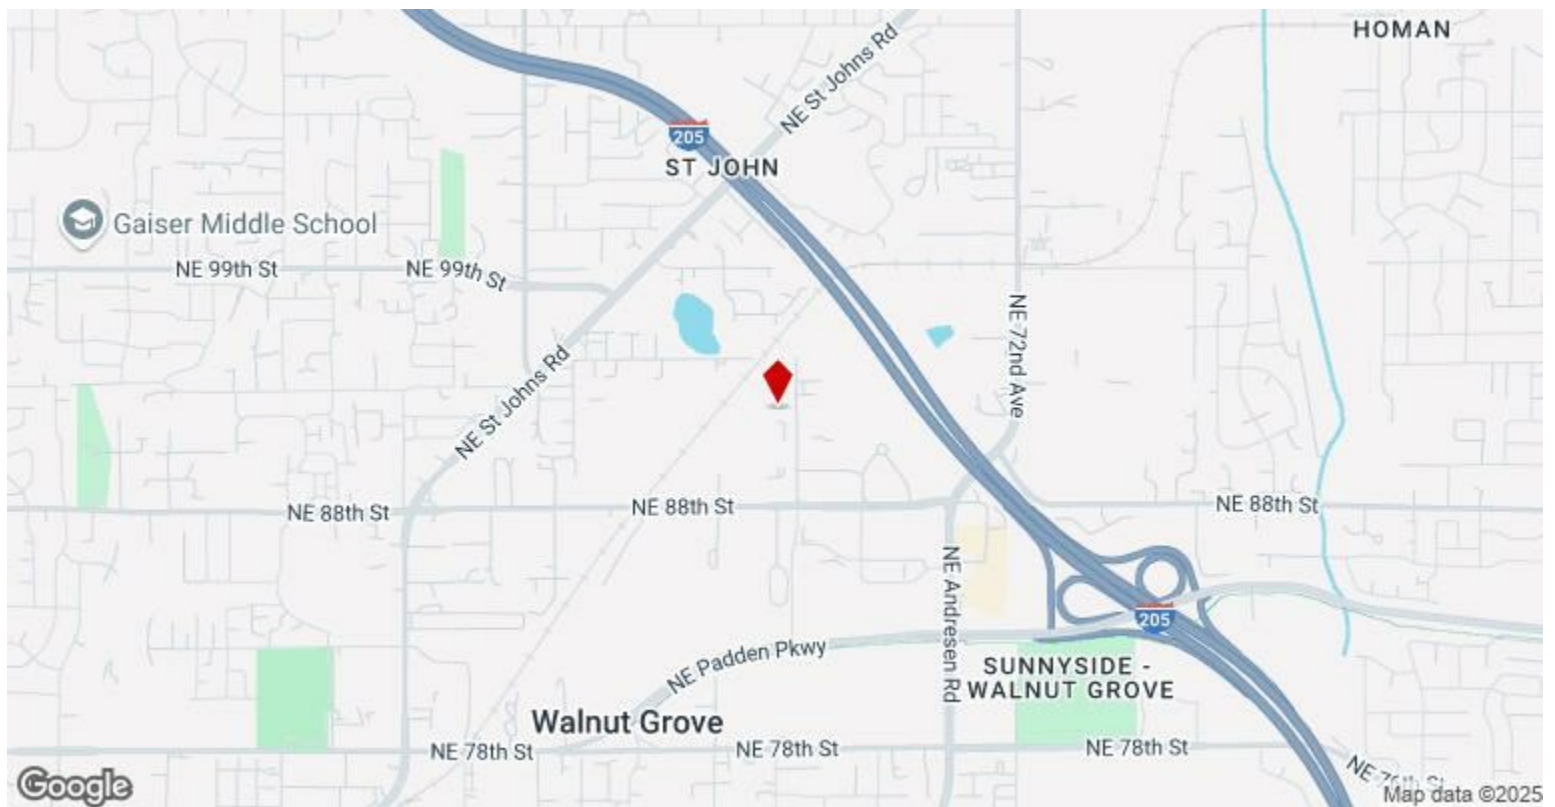 HOMAN
NE St Johns Rd
205
ST JOHN
Gaiser Middle School
NE 99th St
NE 99th St
NE 72nd Ave
NE St Johns Rd
NE 88th St
NE 88th St
NE 88th St
NE Andresen Rd
205
NE Padden Pkwy
SUNNYSIDE -
WALNUT GROVE
Walnut Grove
NE 78th St
NE 78th St
NE 78th St
NE
Google
Map data ©2025